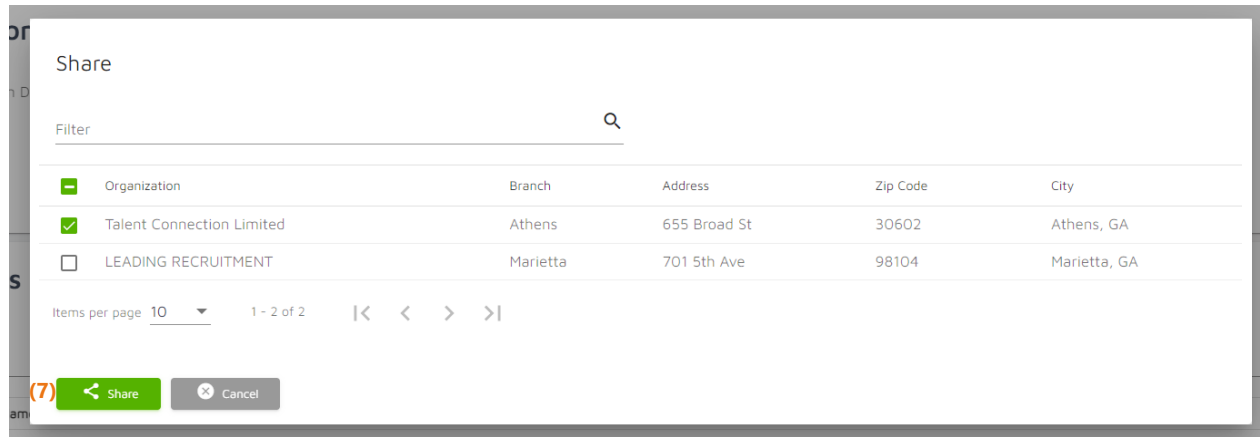 or
n D
Share
Filter
Organization Branch Address Zip Code City
Talent Connection Limited Athens 655 Broad St 30602 Athens, GA
LEADING RECRUITMENT Marietta 701 5th Ave 98104 Marietta, GA
s
Items per page 10 1 - 2 of 2
(7) Share Cancel
am